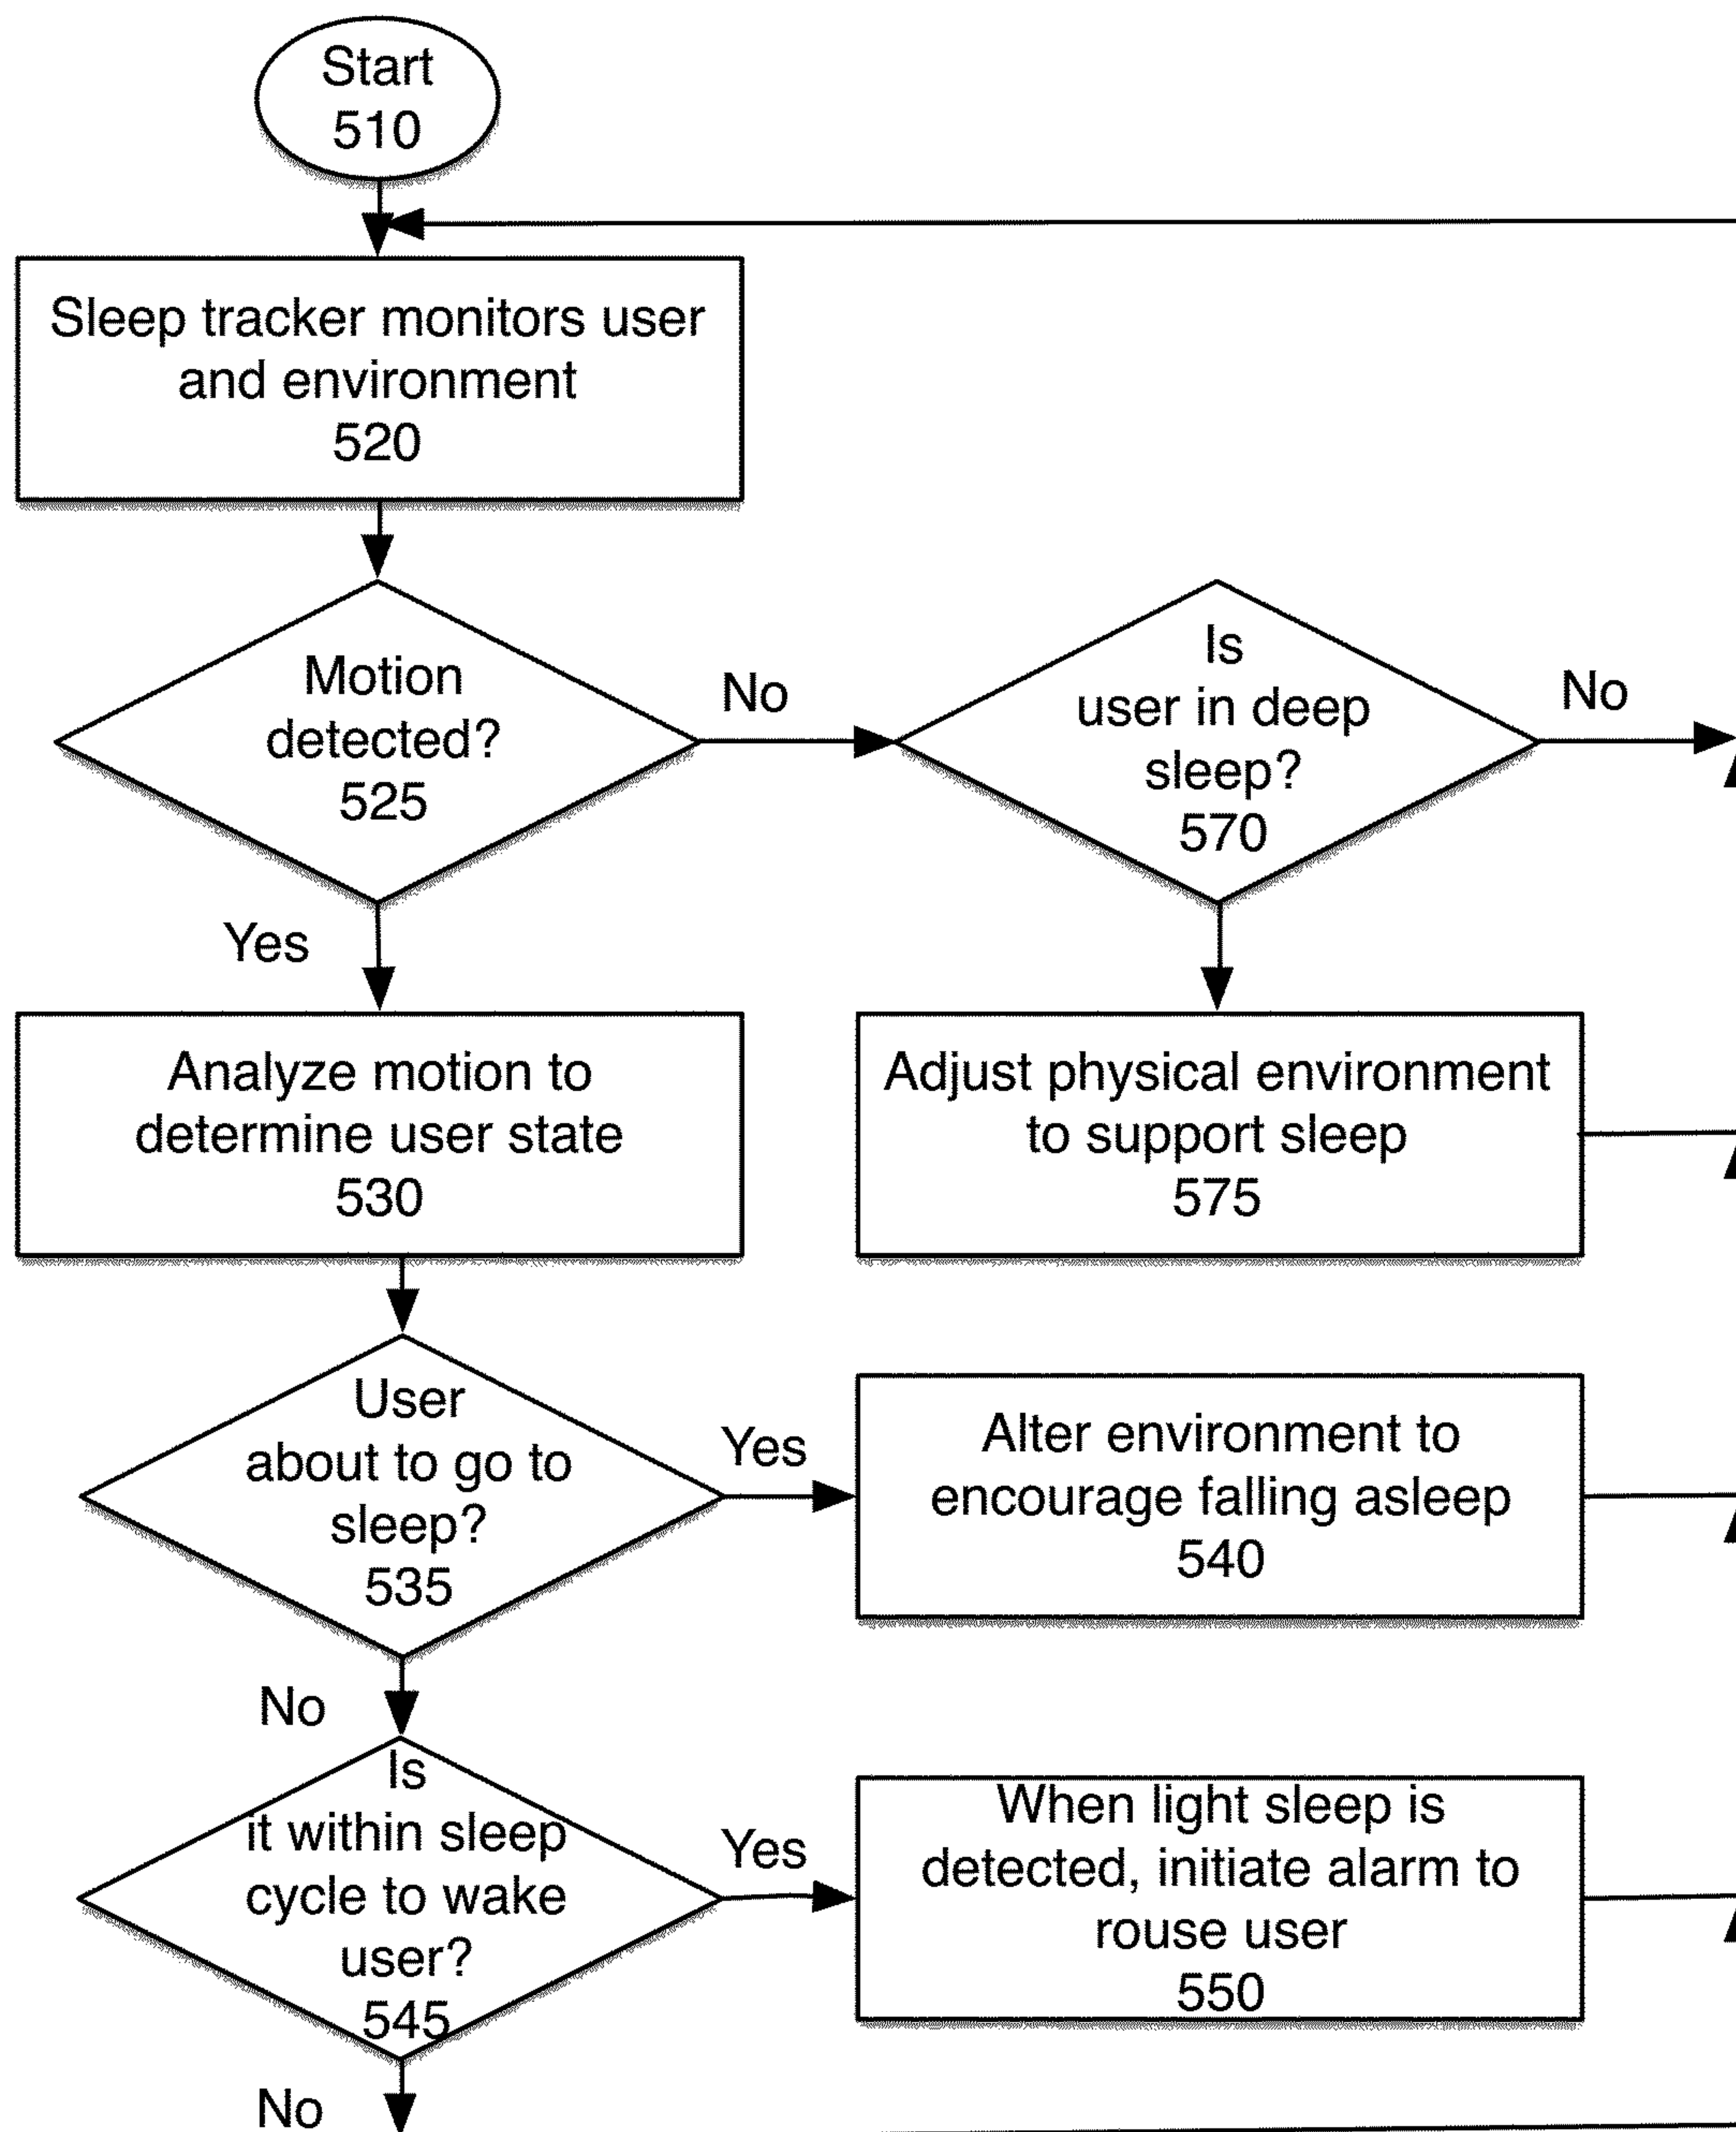 Start
510
Sleep tracker monitors user
and environment
520
Motion
detected?
525
No
Is
user in deep
sleep?
570
No
Yes
Analyze motion to
determine user state
530
Adjust physical environment
to support sleep
575
User
about to go to
sleep?
535
Yes
Alter environment to
encourage falling asleep
540
No
Is
it within sleep
cycle to wake
user?
545
Yes
When light sleep is
detected, initiate alarm to
rouse user
550
No